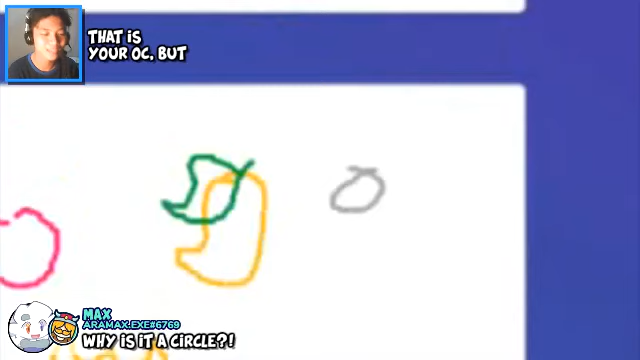 THAT IS
YOUR OC, BUT
MAX
ARAMAX.EXE#6769
WHY IS IT A CIRCLE?!